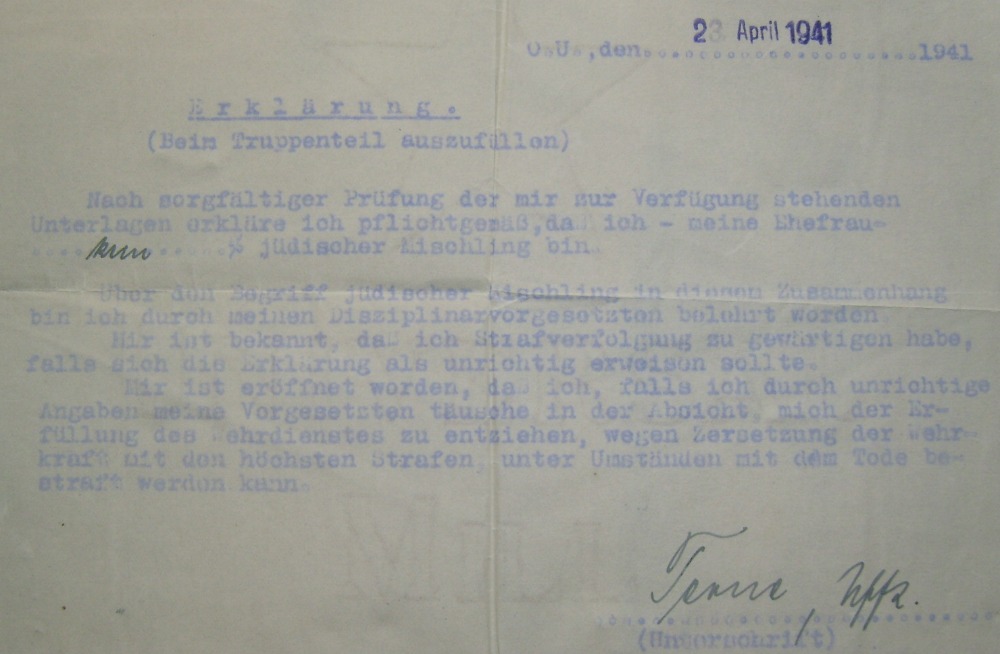 23 April 1941
O.U., den..........................1941
Erklärung.
(Beim Truppenteil auszufüllen)
Nach sorgfältiger Prüfung der mir zur Verfügung stehenden
Unterlagen erkläre ich pflichtgemäß, daß ich - meine Ehefrau-
jüdischer Mischling bin.
Über den Begriff jüdischer Mischling in diesem Zusammenhang
bin ich durch meinen Disziplinarvorgesetzten belehrt worden.
Mir ist bekannt, daß ich Strafverfolgung zu gewärtigen habe,
falls sich die Erklärung als unrichtig erweisen sollte.
Mir ist eröffnet worden, daß ich, falls ich durch unrichtige
Angaben meine Vorgesetzten täusche in der Absicht, mich der Er-
füllung des Wehrdienstes zu entziehen, wegen Zersetzung der Wehr-
kraft mit den höchsten Strafen, unter Umständen mit dem Tode be-
straft werden kann.
Uffz.
(Unterschrift)